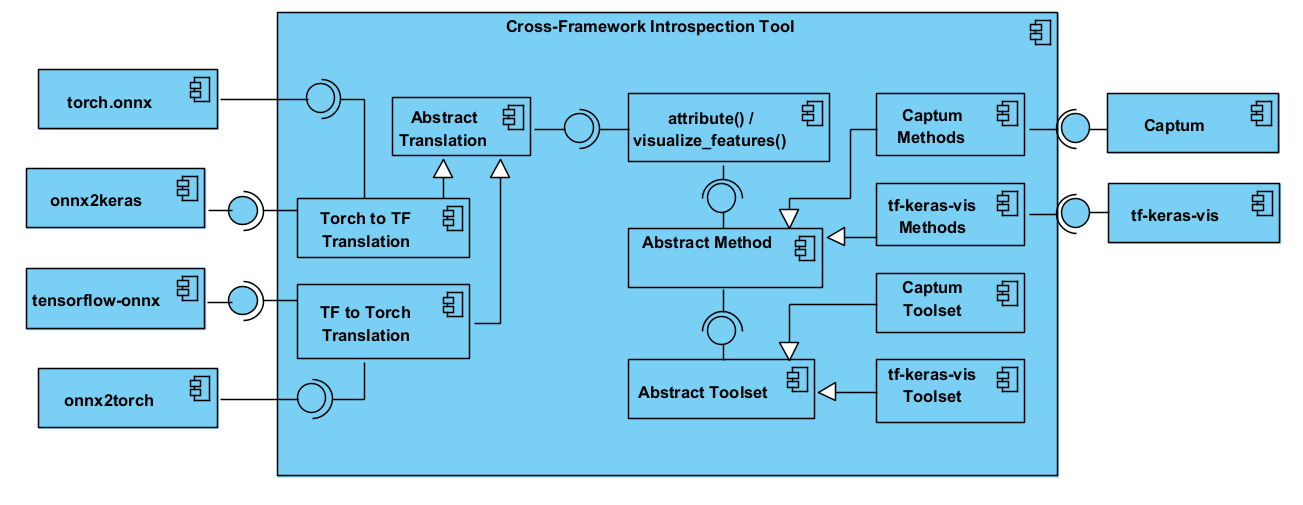 Cross-Framework Introspection Tool
torch.onnx
onnx2keras
tensorflow-onnx
onnx2torch
Abstract
Translation
Torch to TF
Translation
TF to Torch
Translation
attribute() /
visualize_features()
Abstract Method
Abstract Toolset
Captum
Methods
tf-keras-vis
Methods
Captum
Toolset
tf-keras-vis
Toolset
Captum
tf-keras-vis